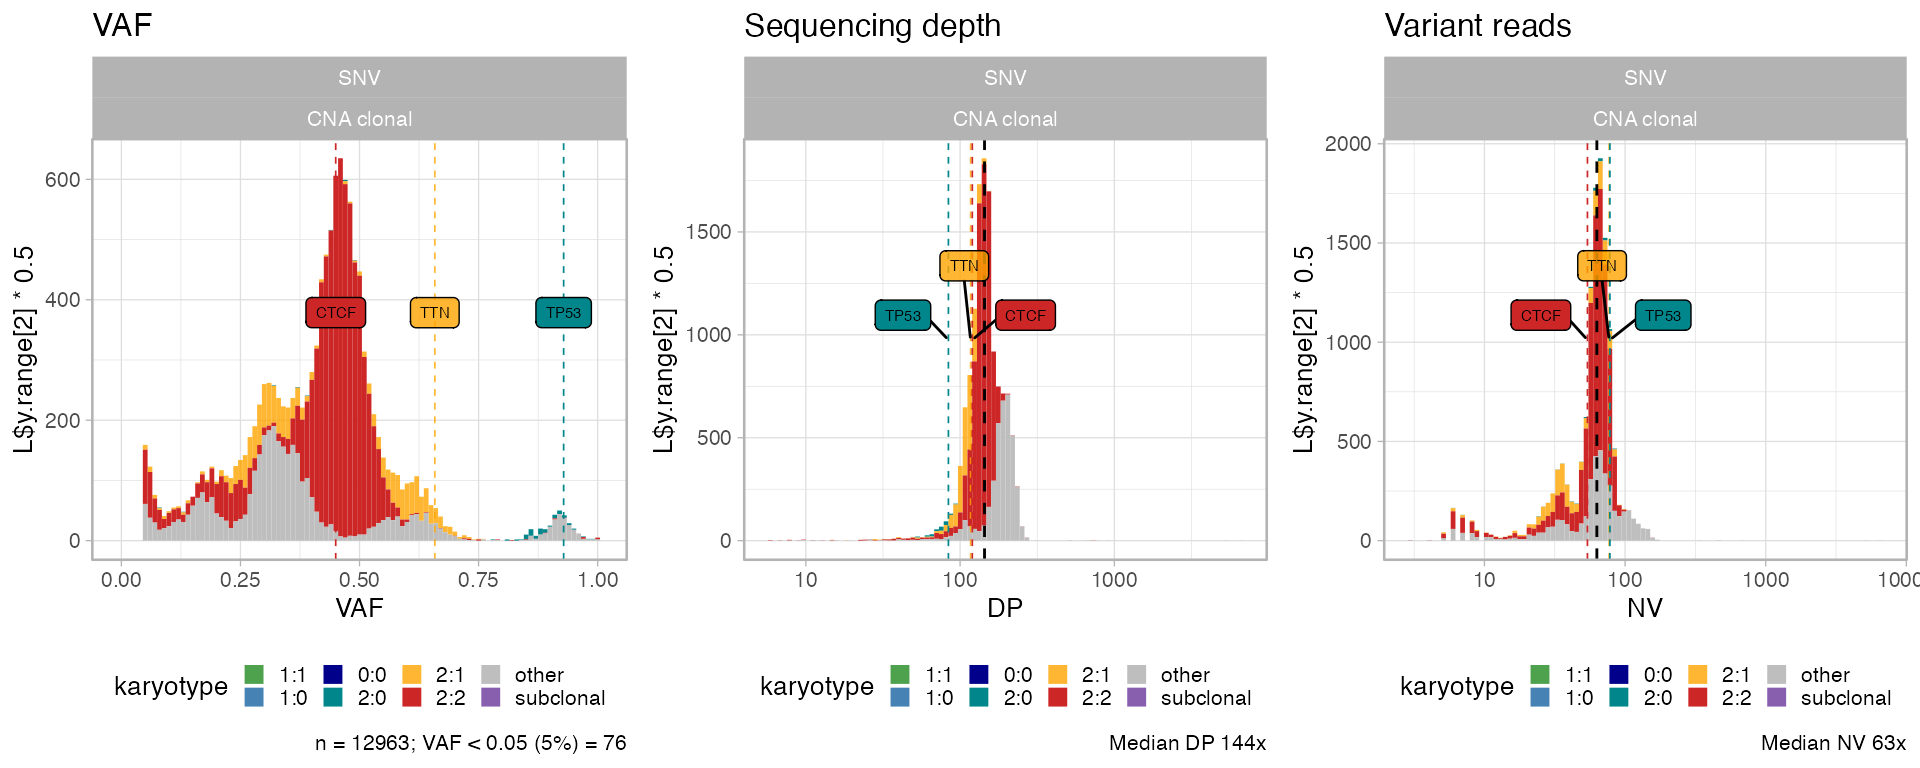 VAF
SNV
CNA clonal
L$y.range[2] * 0.5
600
400
200
0
CTCF
TTN
TP53
0.00 0.25 0.50 0.75 1.00
VAF
karyotype
1:1 0:0 2:1 other
1:0 2:0 2:2 subclonal
n = 12963; VAF < 0.05 (5%) = 76
Sequencing depth
SNV
CNA clonal
L$y.range[2] * 0.5
1500
1000
500
0
TTN
TP53
CTCF
10 100 1000
DP
karyotype
1:1 0:0 2:1 other
1:0 2:0 2:2 subclonal
Median DP 144x
Variant reads
SNV
CNA clonal
L$y.range[2] * 0.5
2000
1500
1000
500
0
TTN
CTCF
TP53
10 100 1000 1000
NV
karyotype
1:1 0:0 2:1 other
1:0 2:0 2:2 subclonal
Median NV 63x